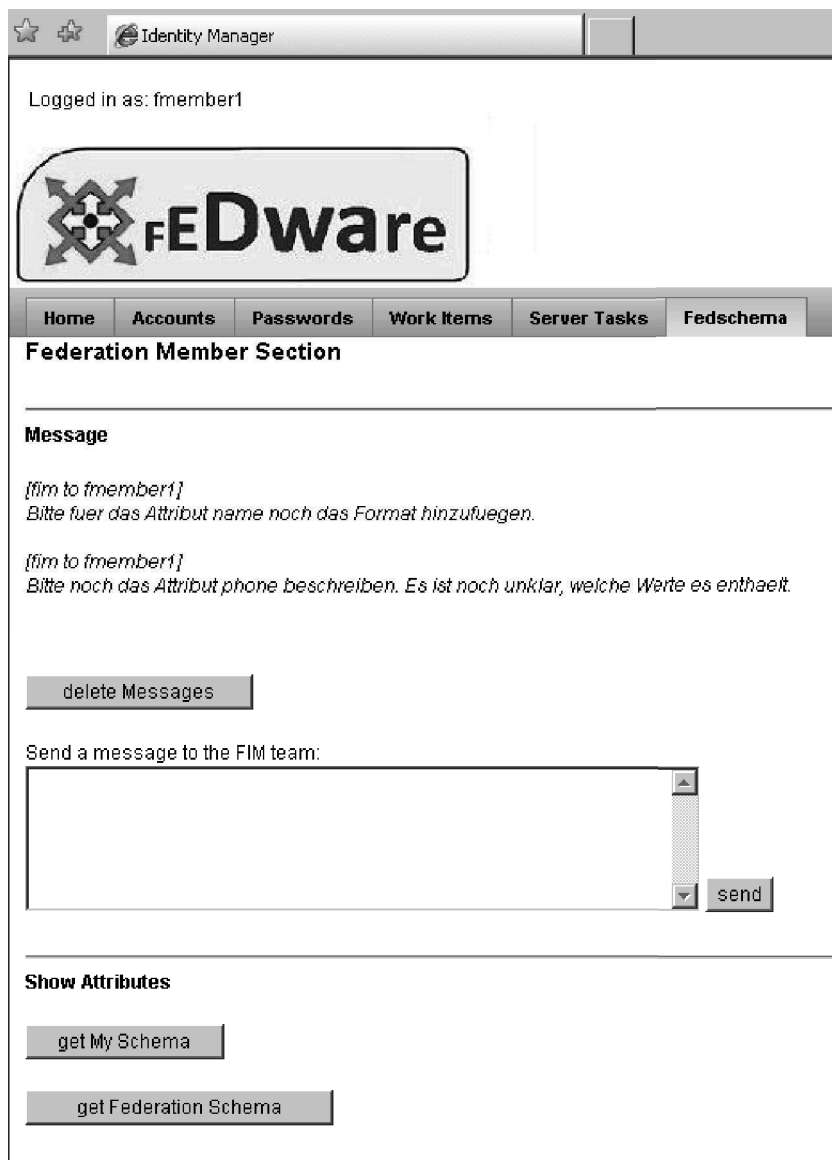 Identity Manager
Logged in as: fmember1
FEDware
Home Accounts Passwords Work Items Server Tasks Fedschema
Federation Member Section
Message
[fim to fmember1]
Bitte fuer das Attribut name noch das Format hinzufuegen.
[fim to fmember1]
Bitte noch das Attribut phone beschreiben. Es ist noch unklar, welche Werte es enthaelt.
delete Messages
Send a message to the FIM team:
send
Show Attributes
get My Schema
get Federation Schema